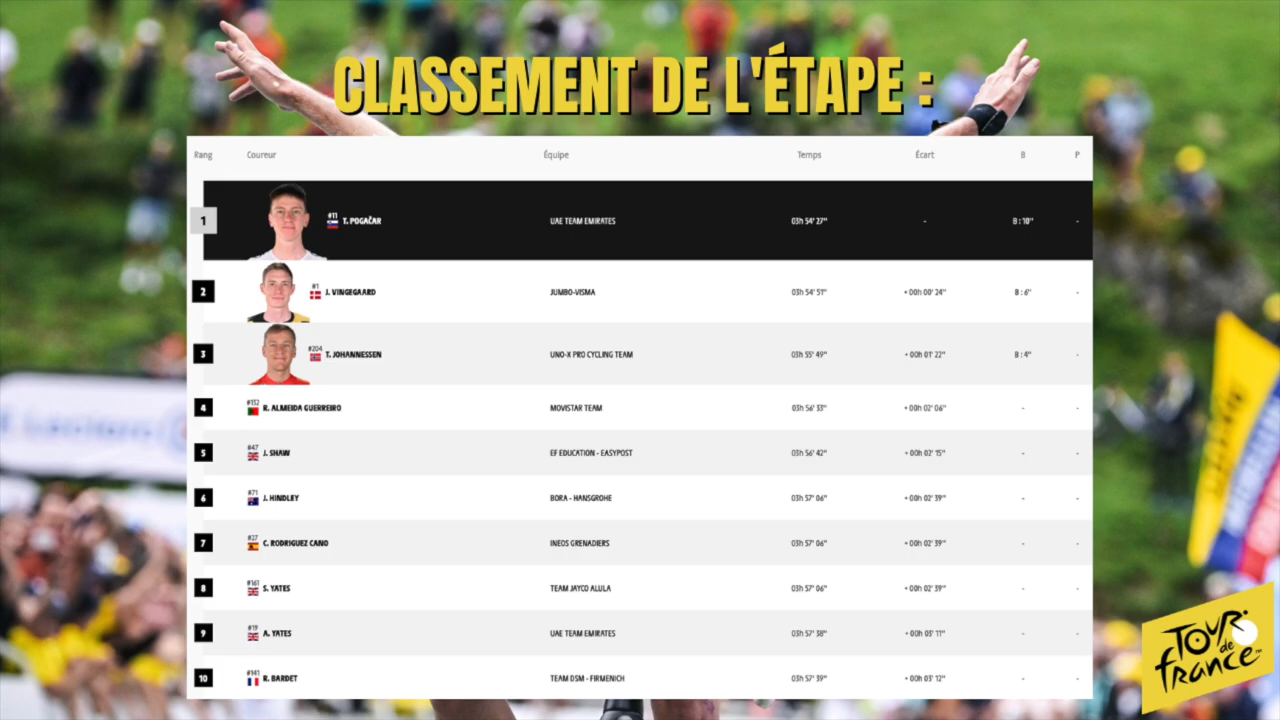 CLASSEMENT DE L'ÉTAPE :
Rang Coureur Équipe Temps Écart B P
1 #11 T. POGAČAR UAE TEAM EMIRATES 03h 54' 27'' - B : 10'' -
2 #1 J. VINGEGAARD JUMBO-VISMA 03h 54' 51'' + 00h 00' 24'' B : 6'' -
3 #204 T. JOHANNESSEN UNO-X PRO CYCLING TEAM 03h 55' 49'' + 00h 01' 22'' B : 4'' -
4 #132 R. ALMEIDA GUERREIRO MOVISTAR TEAM 03h 56' 33'' + 00h 02' 06'' - -
5 #47 J. SHAW EF EDUCATION - EASYPOST 03h 56' 42'' + 00h 02' 15'' - -
6 #71 J. HINDLEY BORA - HANSGROHE 03h 57' 06'' + 00h 02' 39'' - -
7 #27 C. RODRIGUEZ CANO INEOS GRENADIERS 03h 57' 06'' + 00h 02' 39'' - -
8 #161 S. YATES TEAM JAYCO ALULA 03h 57' 06'' + 00h 02' 39'' - -
9 #19 A. YATES UAE TEAM EMIRATES 03h 57' 38'' + 00h 03' 11'' - -
10 #141 R. BARDET TEAM DSM - FIRMENICH 03h 57' 39'' + 00h 03' 12'' - -
E.Leclerc
TOUR
de
france™